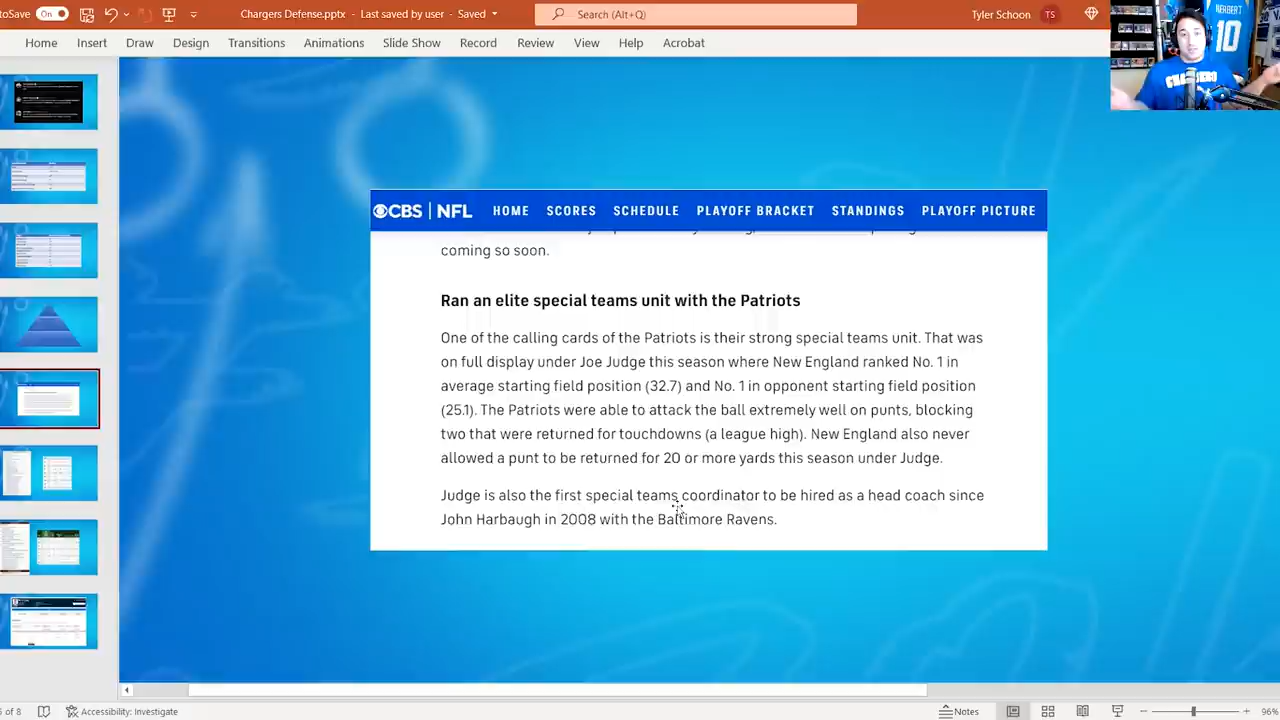 toSave On
Chargers Defense.pptx - Last saved by user - Saved
Search (Alt+Q)
Tyler Schoon TS
Home Insert Draw Design Transitions Animations Slide Show Record Review View Help Acrobat
HERBERT
10
CBS | NFL HOME SCORES SCHEDULE PLAYOFF BRACKET STANDINGS PLAYOFF PICTURE
coming so soon.
Ran an elite special teams unit with the Patriots
One of the calling cards of the Patriots is their strong special teams unit. That was
on full display under Joe Judge this season where New England ranked No. 1 in
average starting field position (32.7) and No. 1 in opponent starting field position
(25.1). The Patriots were able to attack the ball extremely well on punts, blocking
two that were returned for touchdowns (a league high). New England also never
allowed a punt to be returned for 20 or more yards this season under Judge.
Judge is also the first special teams coordinator to be hired as a head coach since
John Harbaugh in 2008 with the Baltimore Ravens.
of 8 Accessibility: Investigate Notes 96%